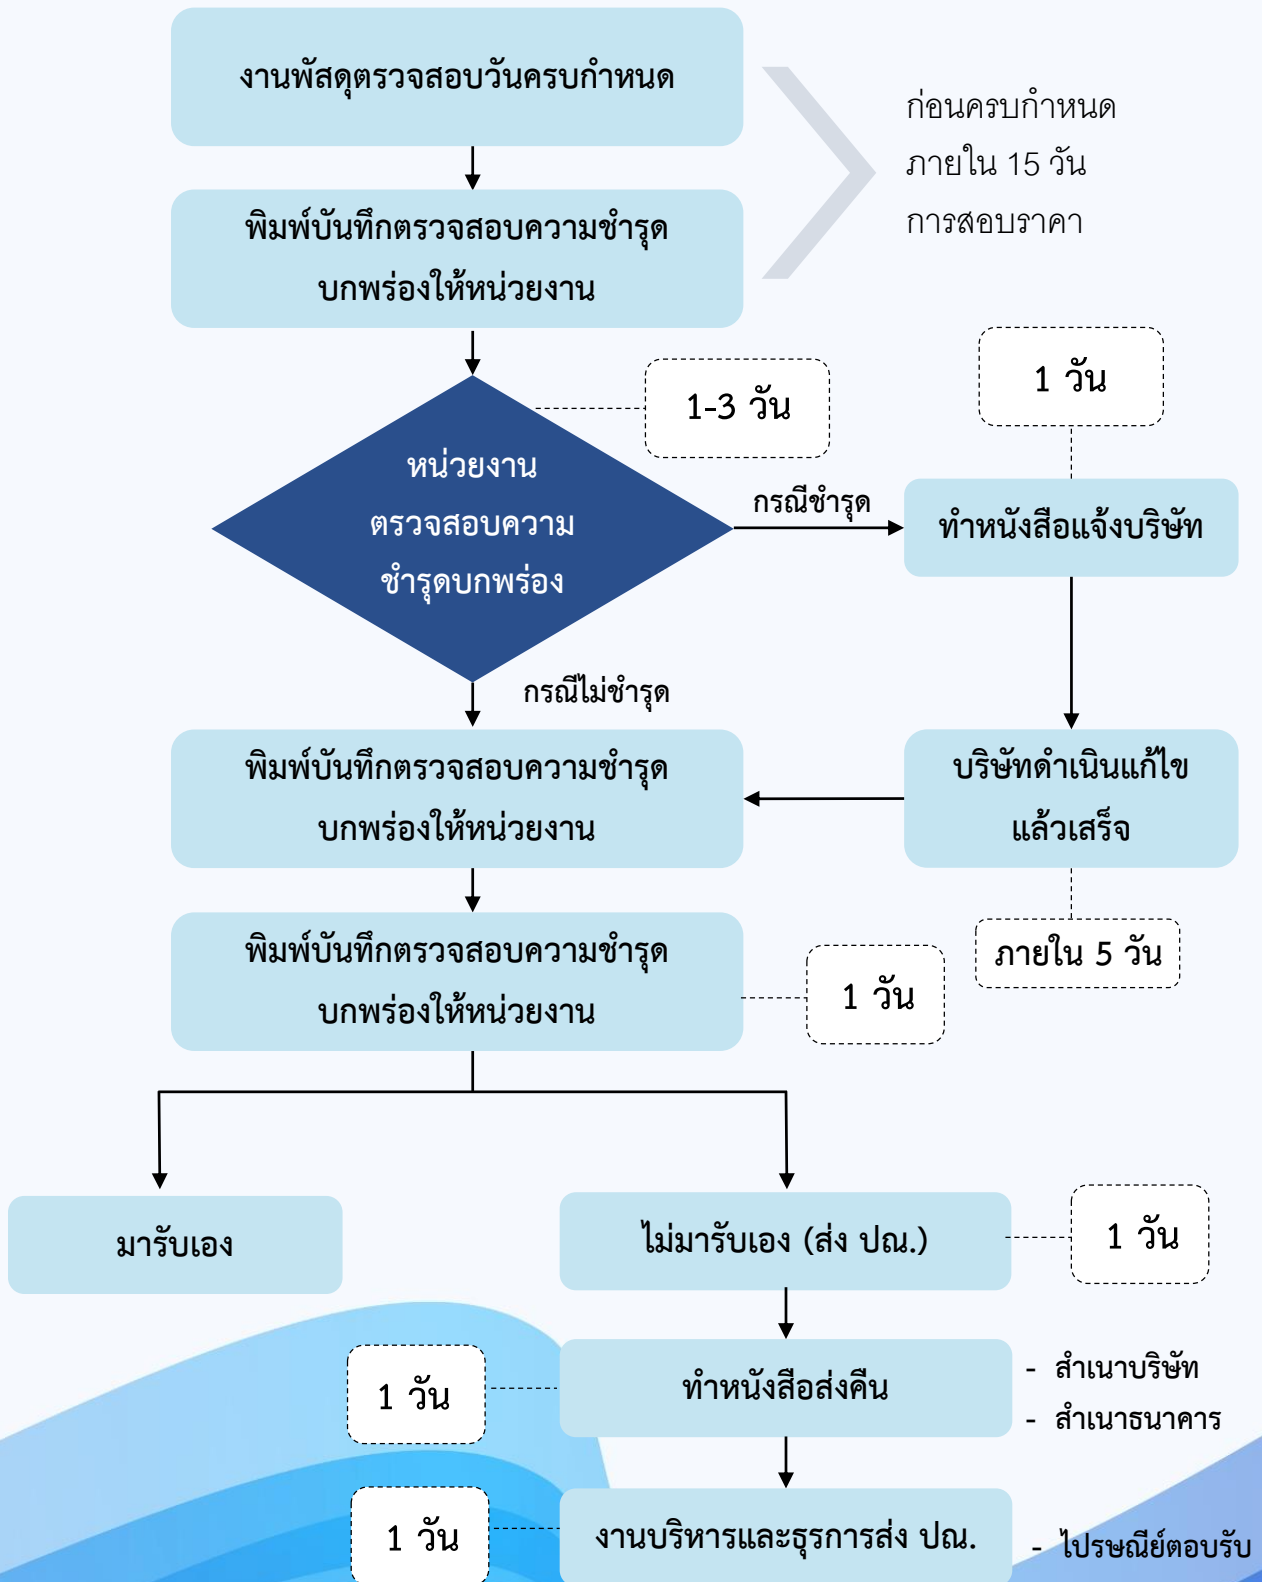 งานพัสดุตรวจสอบวันครบกำหนด
ก่อนครบกำหนด
ภายใน 15 วัน
การสอบราคา
พิมพ์บันทึกตรวจสอบความชำรุด
บกพร่องให้หน่วยงาน
1-3 วัน
1 วัน
หน่วยงาน
ตรวจสอบความ
ชำรุดบกพร่อง
กรณีชำรุด
ทำหนังสือแจ้งบริษัท
กรณีไม่ชำรุด
พิมพ์บันทึกตรวจสอบความชำรุด
บกพร่องให้หน่วยงาน
บริษัทดำเนินแก้ไข
แล้วเสร็จ
พิมพ์บันทึกตรวจสอบความชำรุด
บกพร่องให้หน่วยงาน
1 วัน
ภายใน 5 วัน
มารับเอง
ไม่มารับเอง (ส่ง ปณ.)
1 วัน
1 วัน
ทำหนังสือส่งคืน
- สำเนาบริษัท
- สำเนาธนาคาร
1 วัน
งานบริหารและธุรการส่ง ปณ.
- ไปรษณีย์ตอบรับ